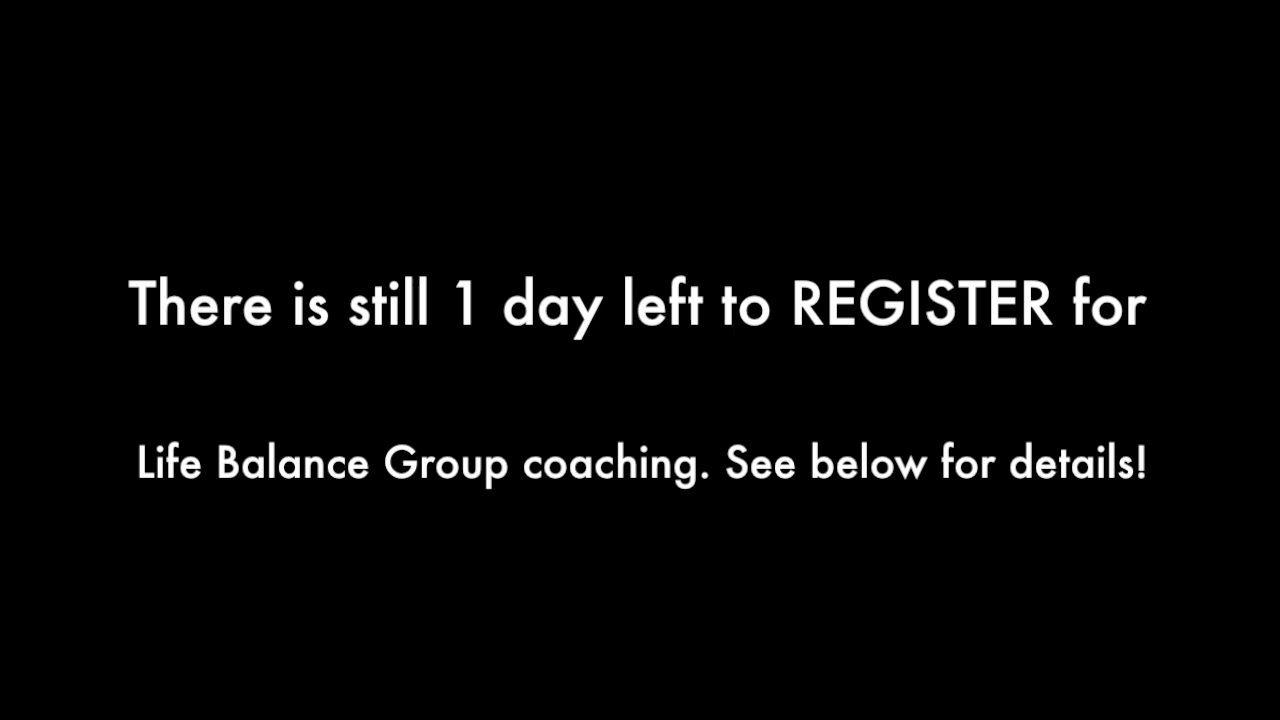 There is still 1 day left to REGISTER for
Life Balance Group coaching. See below for details!